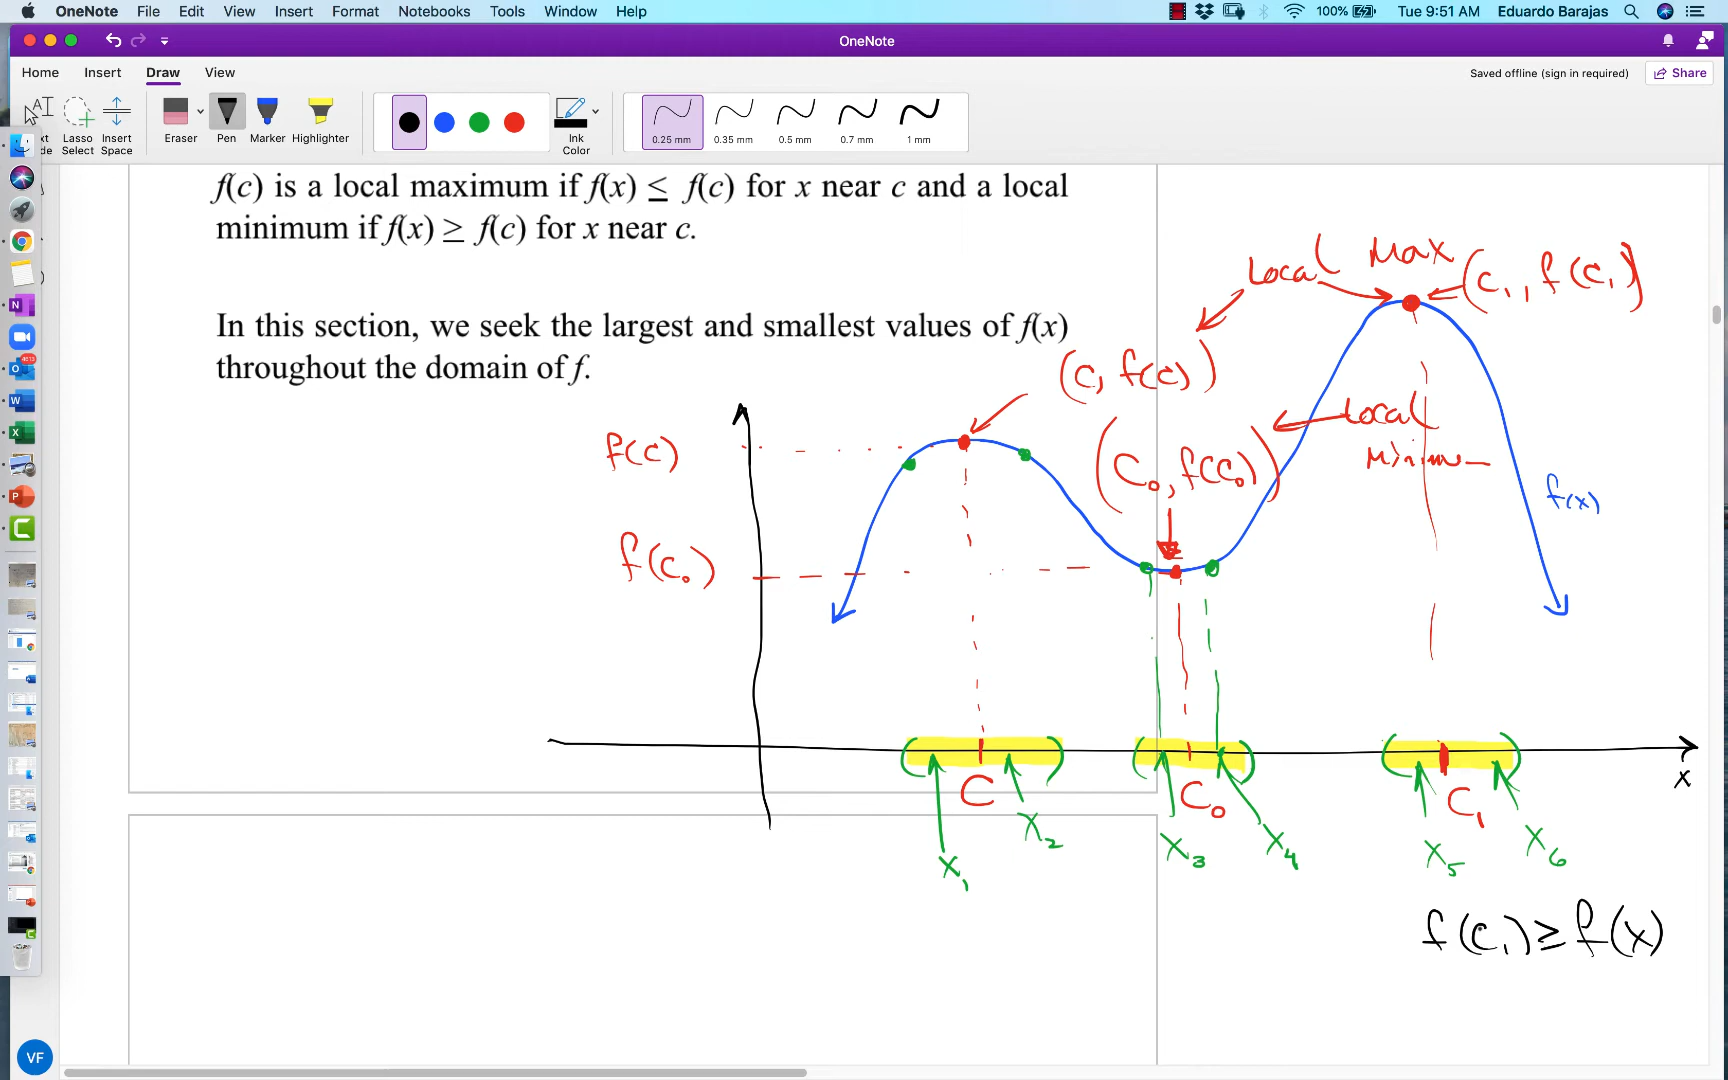 OneNote File Edit View Insert Format Notebooks Tools Window Help 100% Tue 9:51 AM Eduardo Barajas
OneNote
Home Insert Draw View Saved offline (sign in required) Share
Lasso Select Insert Space Eraser Pen Marker Highlighter Ink Color 0.25 mm 0.35 mm 0.5 mm 0.7 mm 1 mm
f(c) is a local maximum if f(x) ≤ f(c) for x near c and a local
minimum if f(x) ≥ f(c) for x near c.
In this section, we seek the largest and smallest values of f(x)
throughout the domain of f.
Local Max (c₁, f(c₁))
(c, f(c))
Local
Minimum
f(c)
(c₀, f(c₀))
f(x)
f(c₀)
x
C C₀ C₁
x₁ x₂ x₃ x₄ x₅ x₆
f(c₁) ≥ f(x)
VF